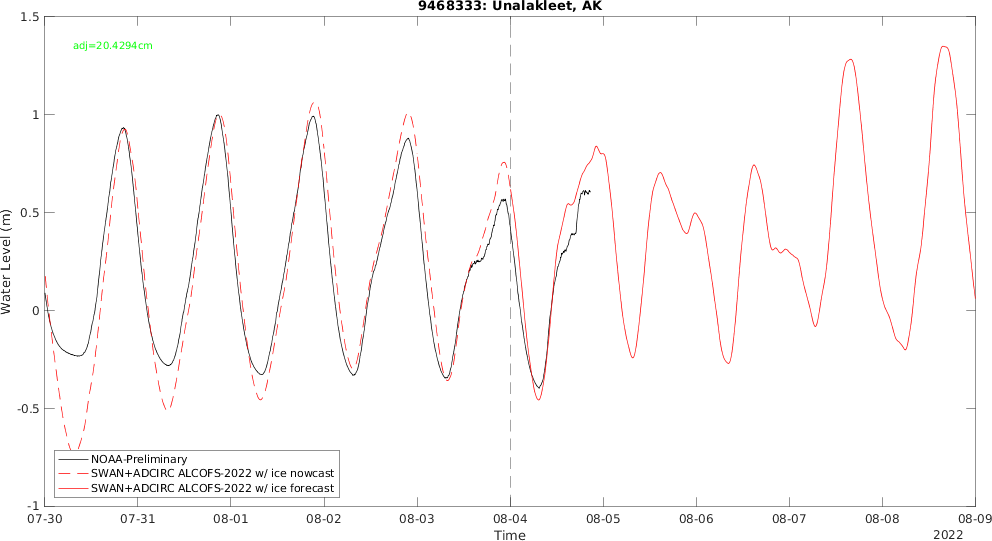 9468333: Unalakleet, AK
1.5
adj=20.4294cm
1
0.5
0
-0.5
-1
Water Level (m)
NOAA-Preliminary
SWAN+ADCIRC ALCOFS-2022 w/ ice nowcast
SWAN+ADCIRC ALCOFS-2022 w/ ice forecast
07-30 07-31 08-01 08-02 08-03 08-04 08-05 08-06 08-07 08-08 08-09
Time
2022